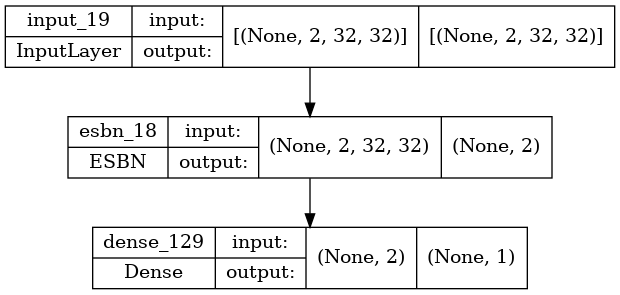 input_19 input: [(None, 2, 32, 32)] [(None, 2, 32, 32)]
InputLayer output:
esbn_18 input: (None, 2, 32, 32) (None, 2)
ESBN output:
dense_129 input: (None, 2) (None, 1)
Dense output: